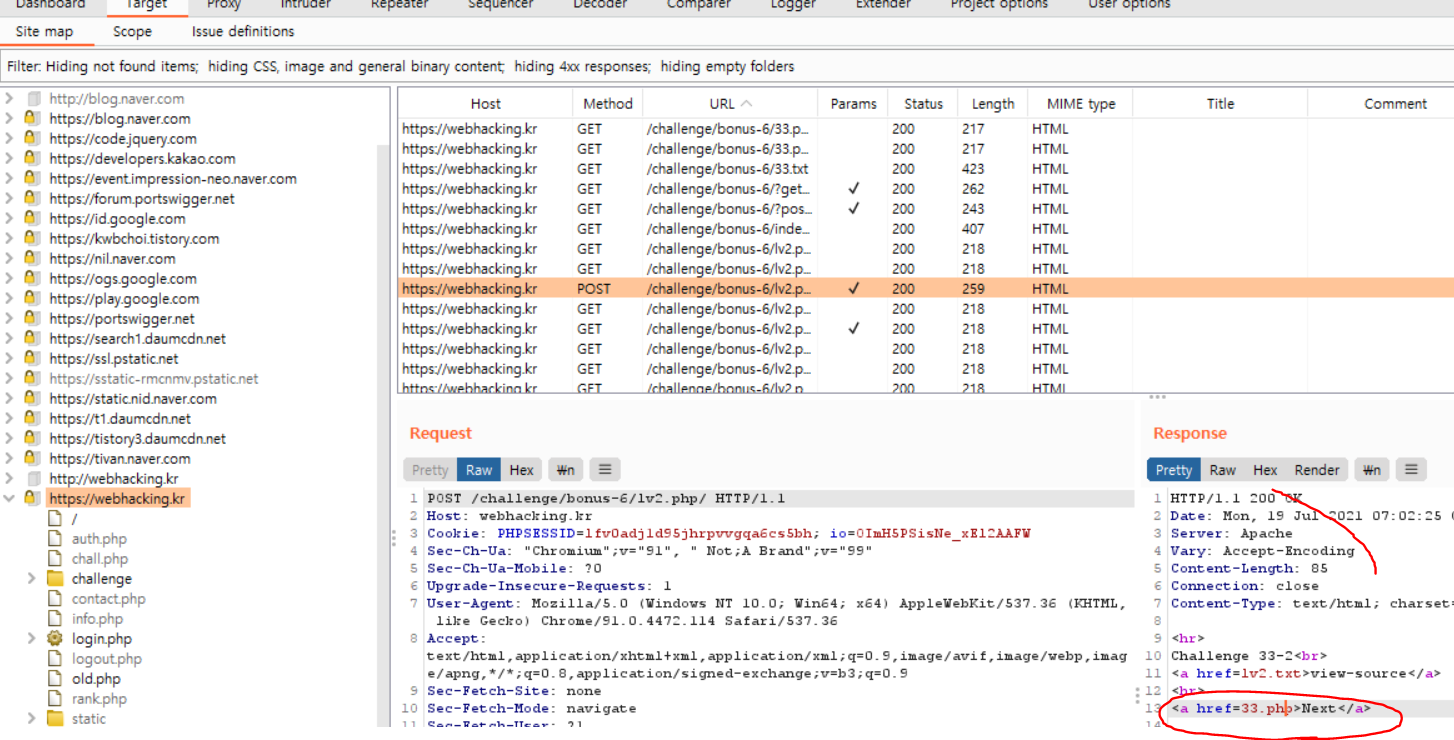 Dashboard Target Proxy Intruder Repeater Sequencer Decoder Comparer Logger Extender Project options User options
Site map Scope Issue definitions
Filter: Hiding not found items; hiding CSS, image and general binary content; hiding 4xx responses; hiding empty folders
http://blog.naver.com
https://blog.naver.com
https://code.jquery.com
https://developers.kakao.com
https://event.impression-neo.naver.com
https://forum.portswigger.net
https://id.google.com
https://kwbchoi.tistory.com
https://nil.naver.com
https://ogs.google.com
https://play.google.com
https://portswigger.net
https://search1.daumcdn.net
https://ssl.pstatic.net
https://sstatic-rmcnmv.pstatic.net
https://static.nid.naver.com
https://t1.daumcdn.net
https://tistory3.daumcdn.net
https://tivan.naver.com
http://webhacking.kr
https://webhacking.kr
/
auth.php
chall.php
challenge
contact.php
info.php
login.php
logout.php
old.php
rank.php
static
Host Method URL Params Status Length MIME type Title Comment
https://webhacking.kr GET /challenge/bonus-6/33.p... 200 217 HTML
https://webhacking.kr GET /challenge/bonus-6/33.p... 200 217 HTML
https://webhacking.kr GET /challenge/bonus-6/33.txt 200 423 HTML
https://webhacking.kr GET /challenge/bonus-6/?get... ✓ 200 262 HTML
https://webhacking.kr GET /challenge/bonus-6/?pos... ✓ 200 243 HTML
https://webhacking.kr GET /challenge/bonus-6/inde... 200 407 HTML
https://webhacking.kr GET /challenge/bonus-6/lv2.p... 200 218 HTML
https://webhacking.kr GET /challenge/bonus-6/lv2.p... 200 218 HTML
https://webhacking.kr POST /challenge/bonus-6/lv2.p... ✓ 200 259 HTML
https://webhacking.kr GET /challenge/bonus-6/lv2.p... 200 218 HTML
https://webhacking.kr GET /challenge/bonus-6/lv2.p... ✓ 200 218 HTML
https://webhacking.kr GET /challenge/bonus-6/lv2.p... 200 218 HTML
https://webhacking.kr GET /challenge/bonus-6/lv2.p... 200 218 HTML
https://webhacking.kr GET /challenge/bonus-6/lv2.p... 200 218 HTML
Request
Pretty Raw Hex \n
1 POST /challenge/bonus-6/lv2.php/ HTTP/1.1
2 Host: webhacking.kr
3 Cookie: PHPSESSID=lfv0adjld95jhrpvvgqa6cs5bh; io=0ImH5PSisNe_xEl2AAFW
4 Sec-Ch-Ua: "Chromium";v="91", " Not;A Brand";v="99"
5 Sec-Ch-Ua-Mobile: ?0
6 Upgrade-Insecure-Requests: 1
7 User-Agent: Mozilla/5.0 (Windows NT 10.0; Win64; x64) AppleWebKit/537.36 (KHTML,
like Gecko) Chrome/91.0.4472.114 Safari/537.36
8 Accept:
text/html,application/xhtml+xml,application/xml;q=0.9,image/avif,image/webp,imag
e/apng,*/*;q=0.8,application/signed-exchange;v=b3;q=0.9
9 Sec-Fetch-Site: none
10 Sec-Fetch-Mode: navigate
11 Sec-Fetch-User: ?1
Response
Pretty Raw Hex Render \n
1 HTTP/1.1 200 OK
2 Date: Mon, 19 Jul 2021 07:02:25
3 Server: Apache
4 Vary: Accept-Encoding
5 Content-Length: 85
6 Connection: close
7 Content-Type: text/html; charset=
8
9 <hr>
10 Challenge 33-2<br>
11 <a href=lv2.txt>view-source</a>
12 <hr>
13 <a href=33.php>Next</a>
14